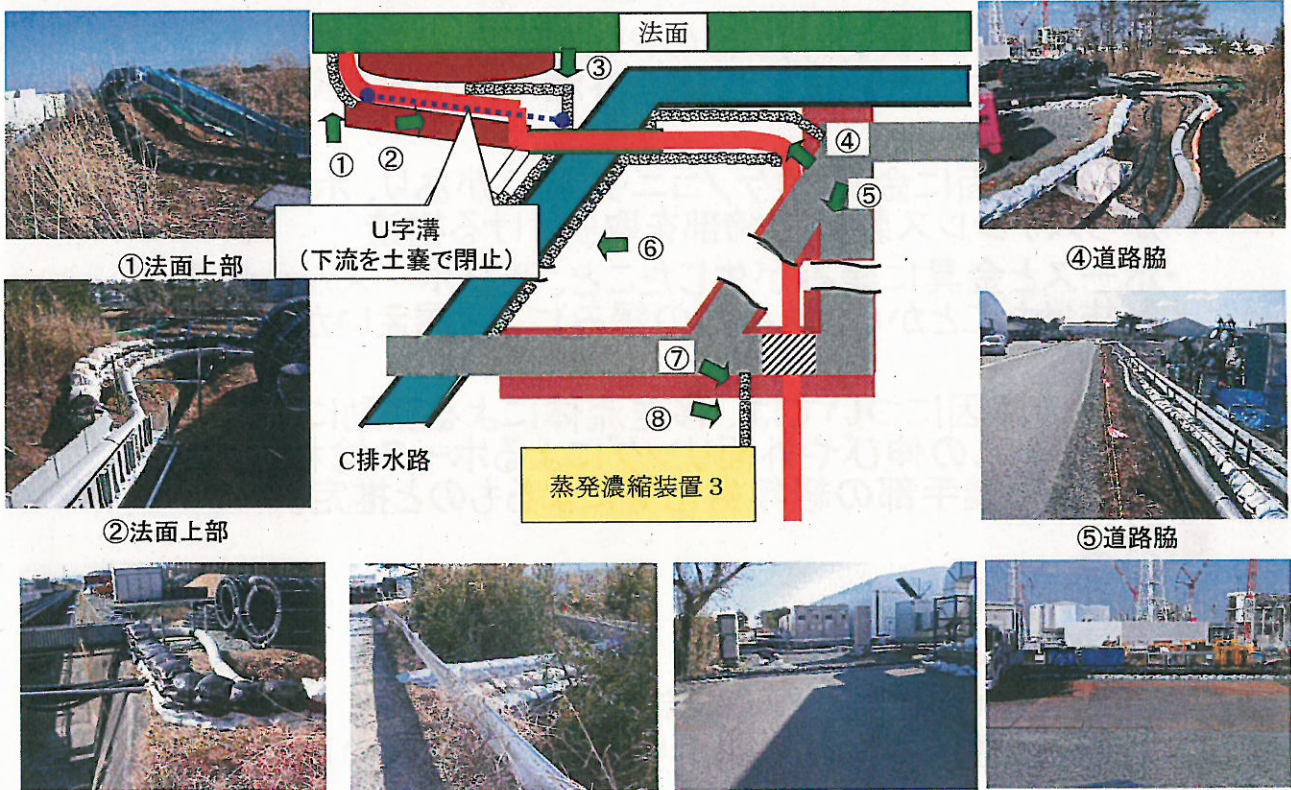 法面
③
④
①
②
⑤
U字溝
(下流を土嚢で閉止)
⑥
①法面上部
④道路脇
⑦
⑧
C排水路
蒸発濃縮装置3
②法面上部
⑤道路脇